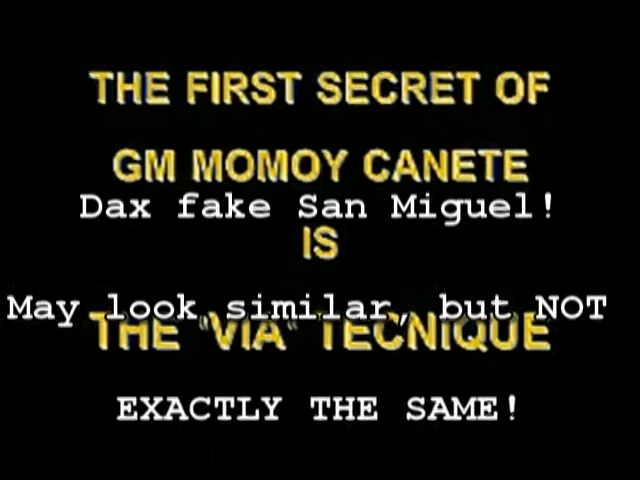 THE FIRST SECRET OF
GM MOMOY CANETE
Dax fake San Miguel!
IS
May look similar, but NOT
THE "VIA" TECNIQUE
EXACTLY THE SAME!